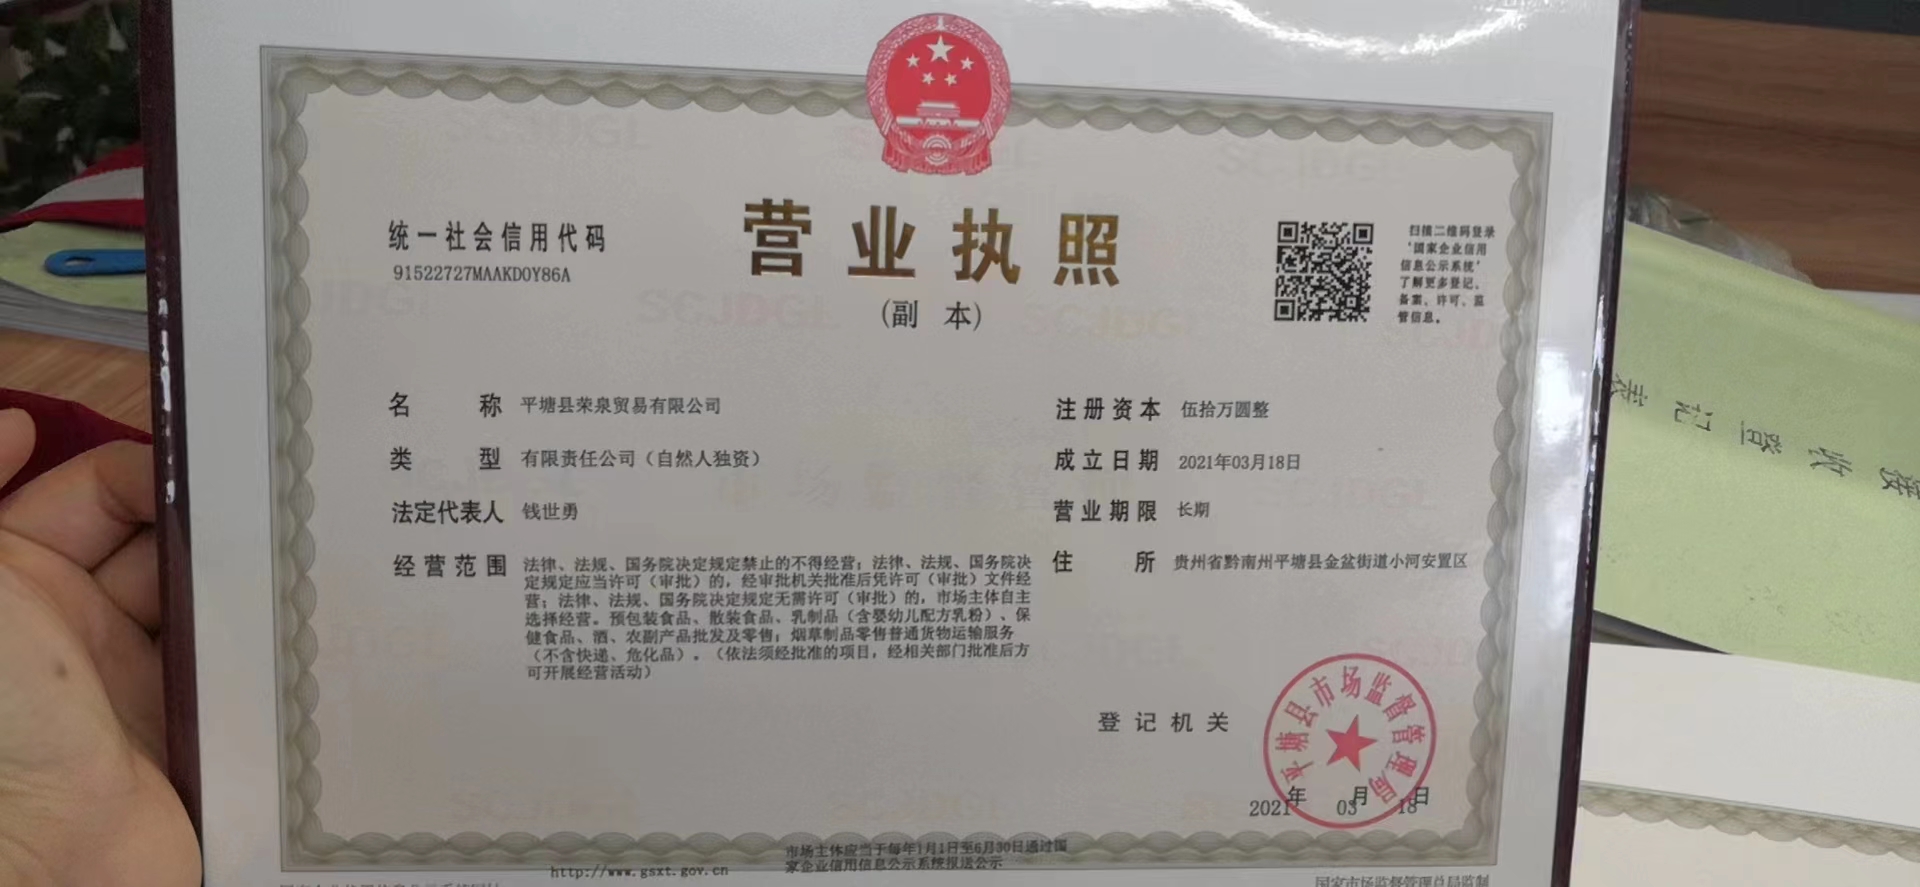 营业执照
(副 本)
统一社会信用代码
91522727MAAKD0Y86A
扫描二维码登录
‘国家企业信用
信息公示系统’
了解更多登记、
备案、许可、监
管信息。
名 称 平塘县荣泉贸易有限公司
类 型 有限责任公司（自然人独资）
法定代表人 钱世勇
经营范围 法律、法规、国务院决定规定禁止的不得经营；法律、法规、国务院决
定规定应当许可（审批）的，经审批机关批准后凭许可（审批）文件经
营；法律、法规、国务院决定规定无需许可（审批）的，市场主体自主
选择经营。预包装食品、散装食品、乳制品（含婴幼儿配方乳粉）、保
健食品、酒、农副产品批发及零售；烟草制品零售普通货物运输服务
（不含快递、危化品）。（依法须经批准的项目，经相关部门批准后方
可开展经营活动）
注册资本 伍拾万圆整
成立日期 2021年03月18日
营业期限 长期
住 所 贵州省黔南州平塘县金盆街道小河安置区
登记机关
平塘县市场监督管理局
2021年 03月 18日
http://www.gsxt.gov.cn
市场主体应当于每年1月1日至6月30日通过国
家企业信用信息公示系统报送公示
国家市场监督管理总局监制